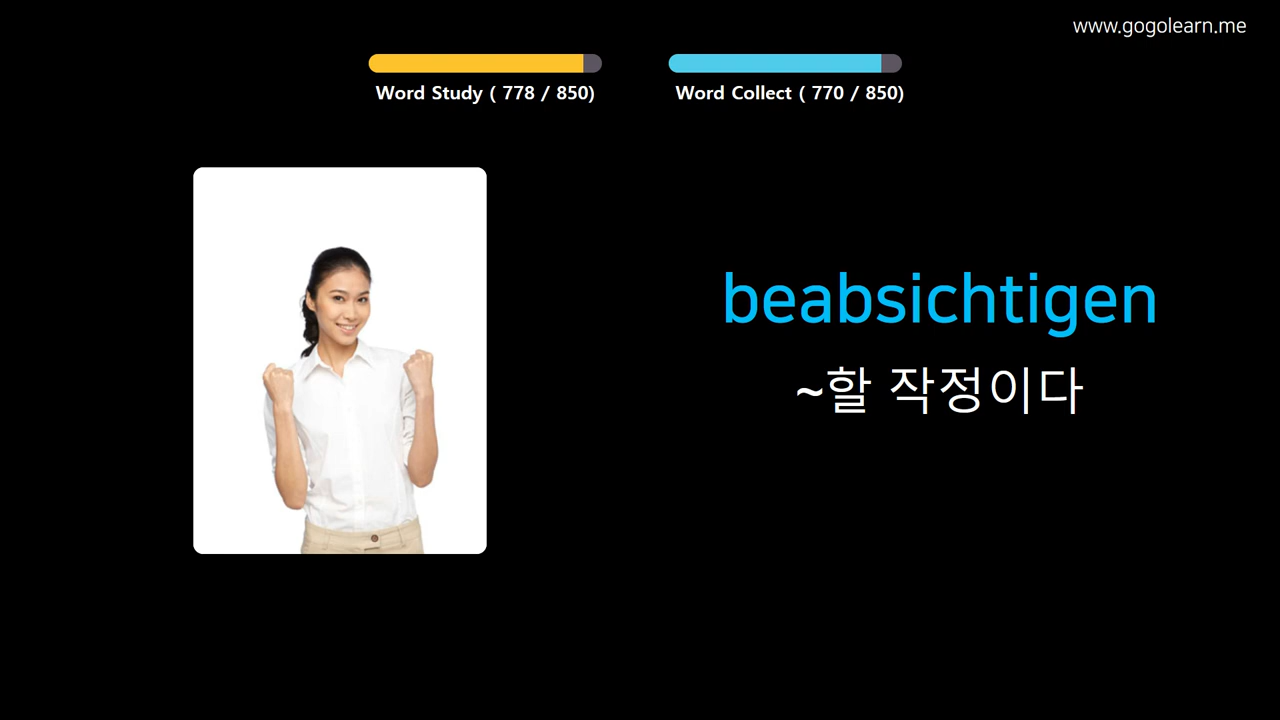 www.gogolearn.me
Word Study ( 778 / 850)
Word Collect ( 770 / 850)
beabsichtigen
~할 작정이다